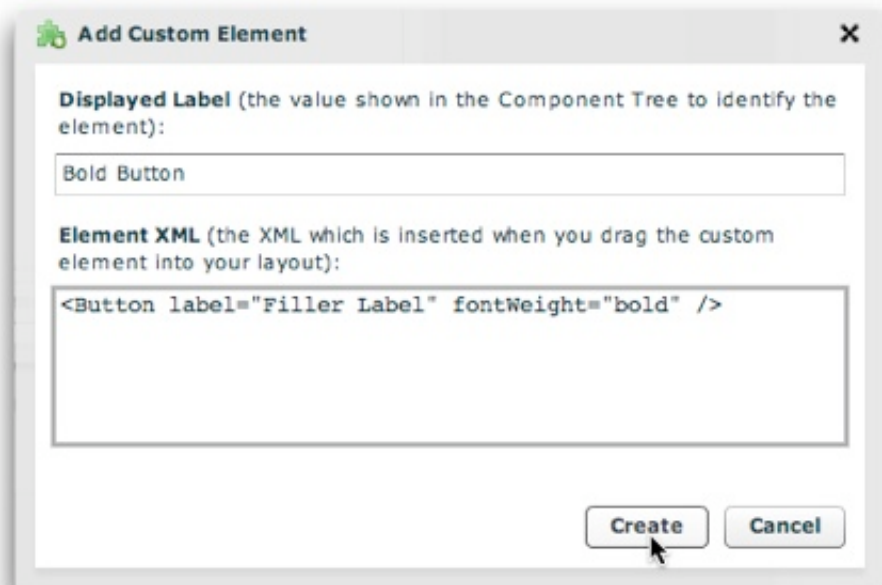 Add Custom Element
Displayed Label (the value shown in the Component Tree to identify the
element):
Bold Button
Element XML (the XML which is inserted when you drag the custom
element into your layout):
<Button label="Filler Label" fontWeight="bold" />
Create Cancel